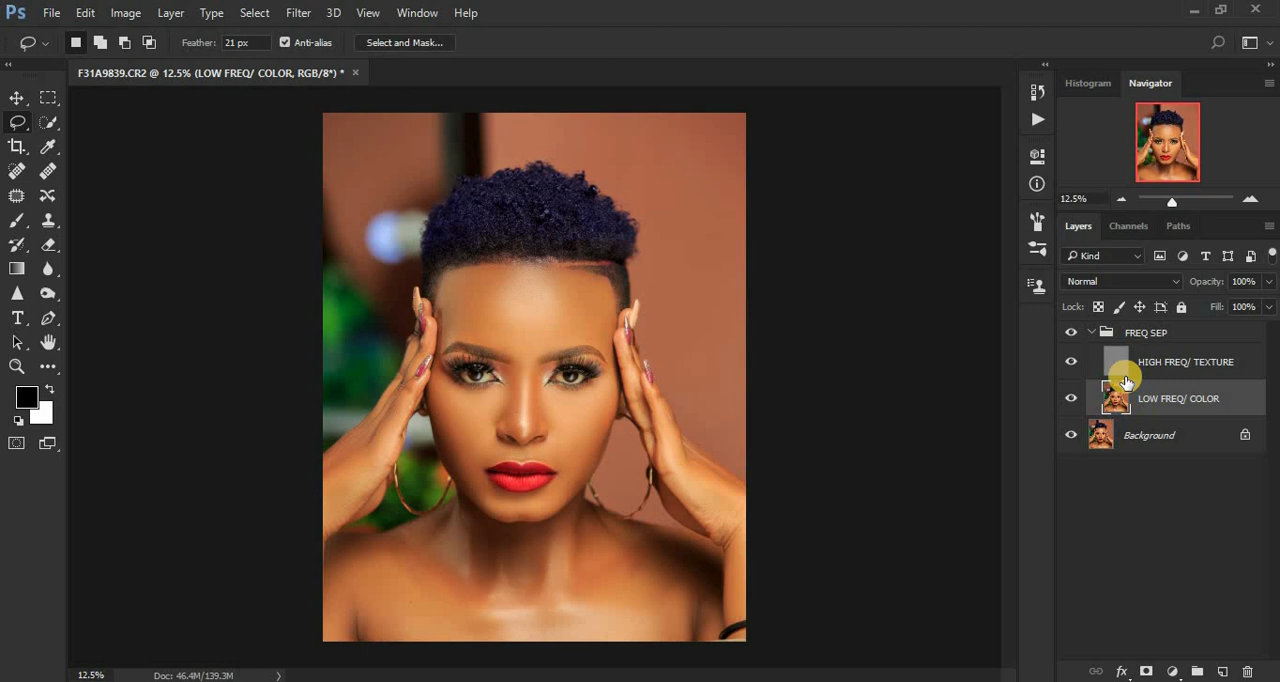 Ps File Edit Image Layer Type Select Filter 3D View Window Help
Feather: 21 px Anti-alias Select and Mask...
F31A9839.CR2 @ 12.5% (LOW FREQ/ COLOR, RGB/8*) * ×
Histogram Navigator
12.5%
Layers Channels Paths
Kind
Normal Opacity: 100%
Lock: Fill: 100%
FREQ SEP
HIGH FREQ/ TEXTURE
LOW FREQ/ COLOR
Background
12.5% Doc: 46.4M/139.3M
fx